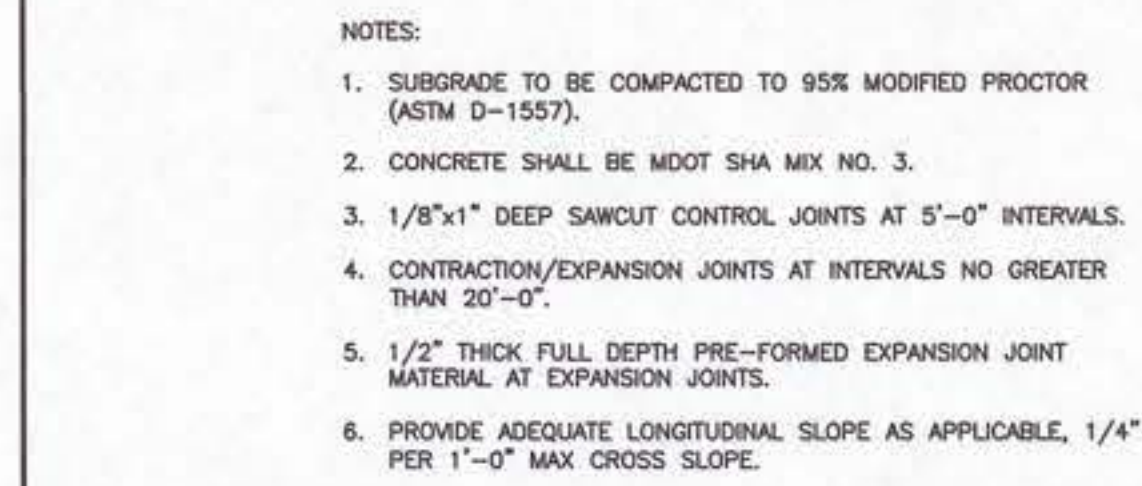 NOTES:
1. SUBGRADE TO BE COMPACTED TO 95% MODIFIED PROCTOR
(ASTM D-1557).
2. CONCRETE SHALL BE MDOT SHA MIX NO. 3.
3. 1/8"x1" DEEP SAWCUT CONTROL JOINTS AT 5'-0" INTERVALS.
4. CONTRACTION/EXPANSION JOINTS AT INTERVALS NO GREATER
THAN 20'-0".
5. 1/2" THICK FULL DEPTH PRE-FORMED EXPANSION JOINT
MATERIAL AT EXPANSION JOINTS.
6. PROVIDE ADEQUATE LONGITUDINAL SLOPE AS APPLICABLE, 1/4"
PER 1'-0" MAX CROSS SLOPE.